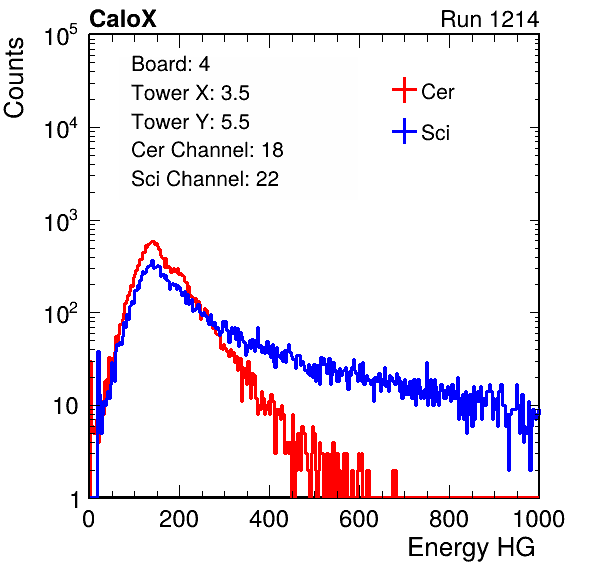 CaloX Run 1214
Counts
10^5
10^4
10^3
10^2
10
1
Board: 4
Tower X: 3.5
Tower Y: 5.5
Cer Channel: 18
Sci Channel: 22
Cer
Sci
0 200 400 600 800 1000
Energy HG